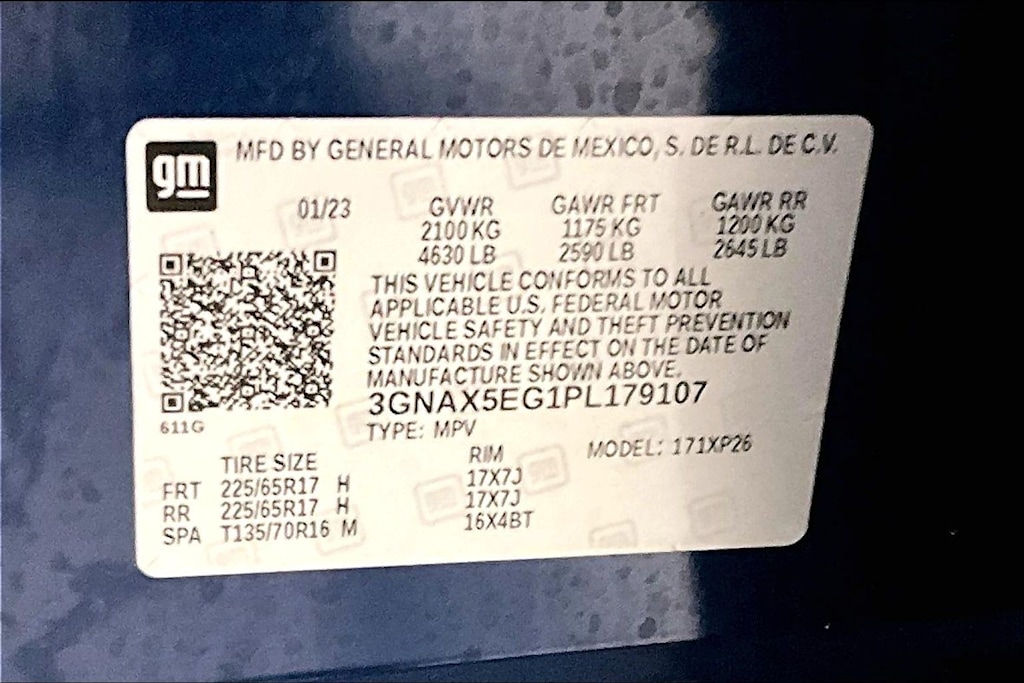 gm MFD BY GENERAL MOTORS DE MEXICO, S. DE R.L. DE C.V.
01/23 GVWR GAWR FRT GAWR RR
2100 KG 1175 KG 1200 KG
4630 LB 2590 LB 2645 LB
THIS VEHICLE CONFORMS TO ALL
APPLICABLE U.S. FEDERAL MOTOR
VEHICLE SAFETY AND THEFT PREVENTION
STANDARDS IN EFFECT ON THE DATE OF
MANUFACTURE SHOWN ABOVE.
3GNAX5EG1PL179107
611G
TYPE: MPV MODEL: 171XP26
TIRE SIZE RIM
FRT 225/65R17 H 17X7J
RR 225/65R17 H 17X7J
SPA T135/70R16 M 16X4BT